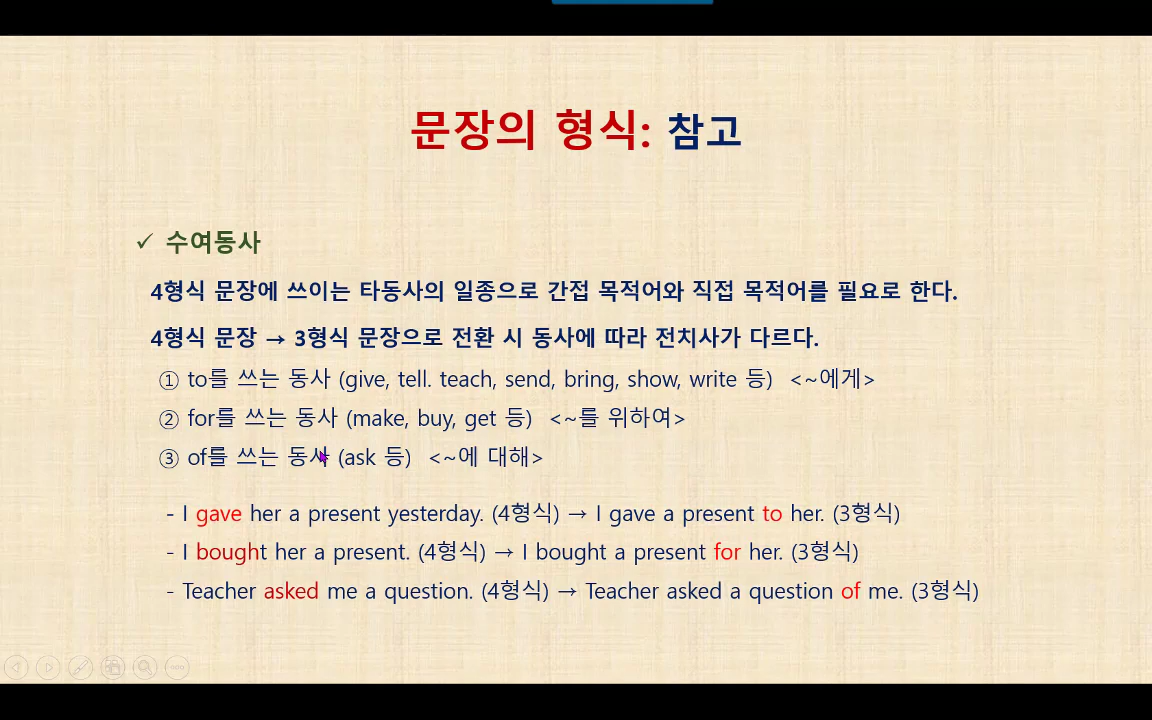 문장의 형식: 참고
✓ 수여동사
4형식 문장에 쓰이는 타동사의 일종으로 간접 목적어와 직접 목적어를 필요로 한다.
4형식 문장 → 3형식 문장으로 전환 시 동사에 따라 전치사가 다르다.
① to를 쓰는 동사 (give, tell. teach, send, bring, show, write 등) <~에게>
② for를 쓰는 동사 (make, buy, get 등) <~를 위하여>
③ of를 쓰는 동사 (ask 등) <~에 대해>
- I gave her a present yesterday. (4형식) → I gave a present to her. (3형식)
- I bought her a present. (4형식) → I bought a present for her. (3형식)
- Teacher asked me a question. (4형식) → Teacher asked a question of me. (3형식)